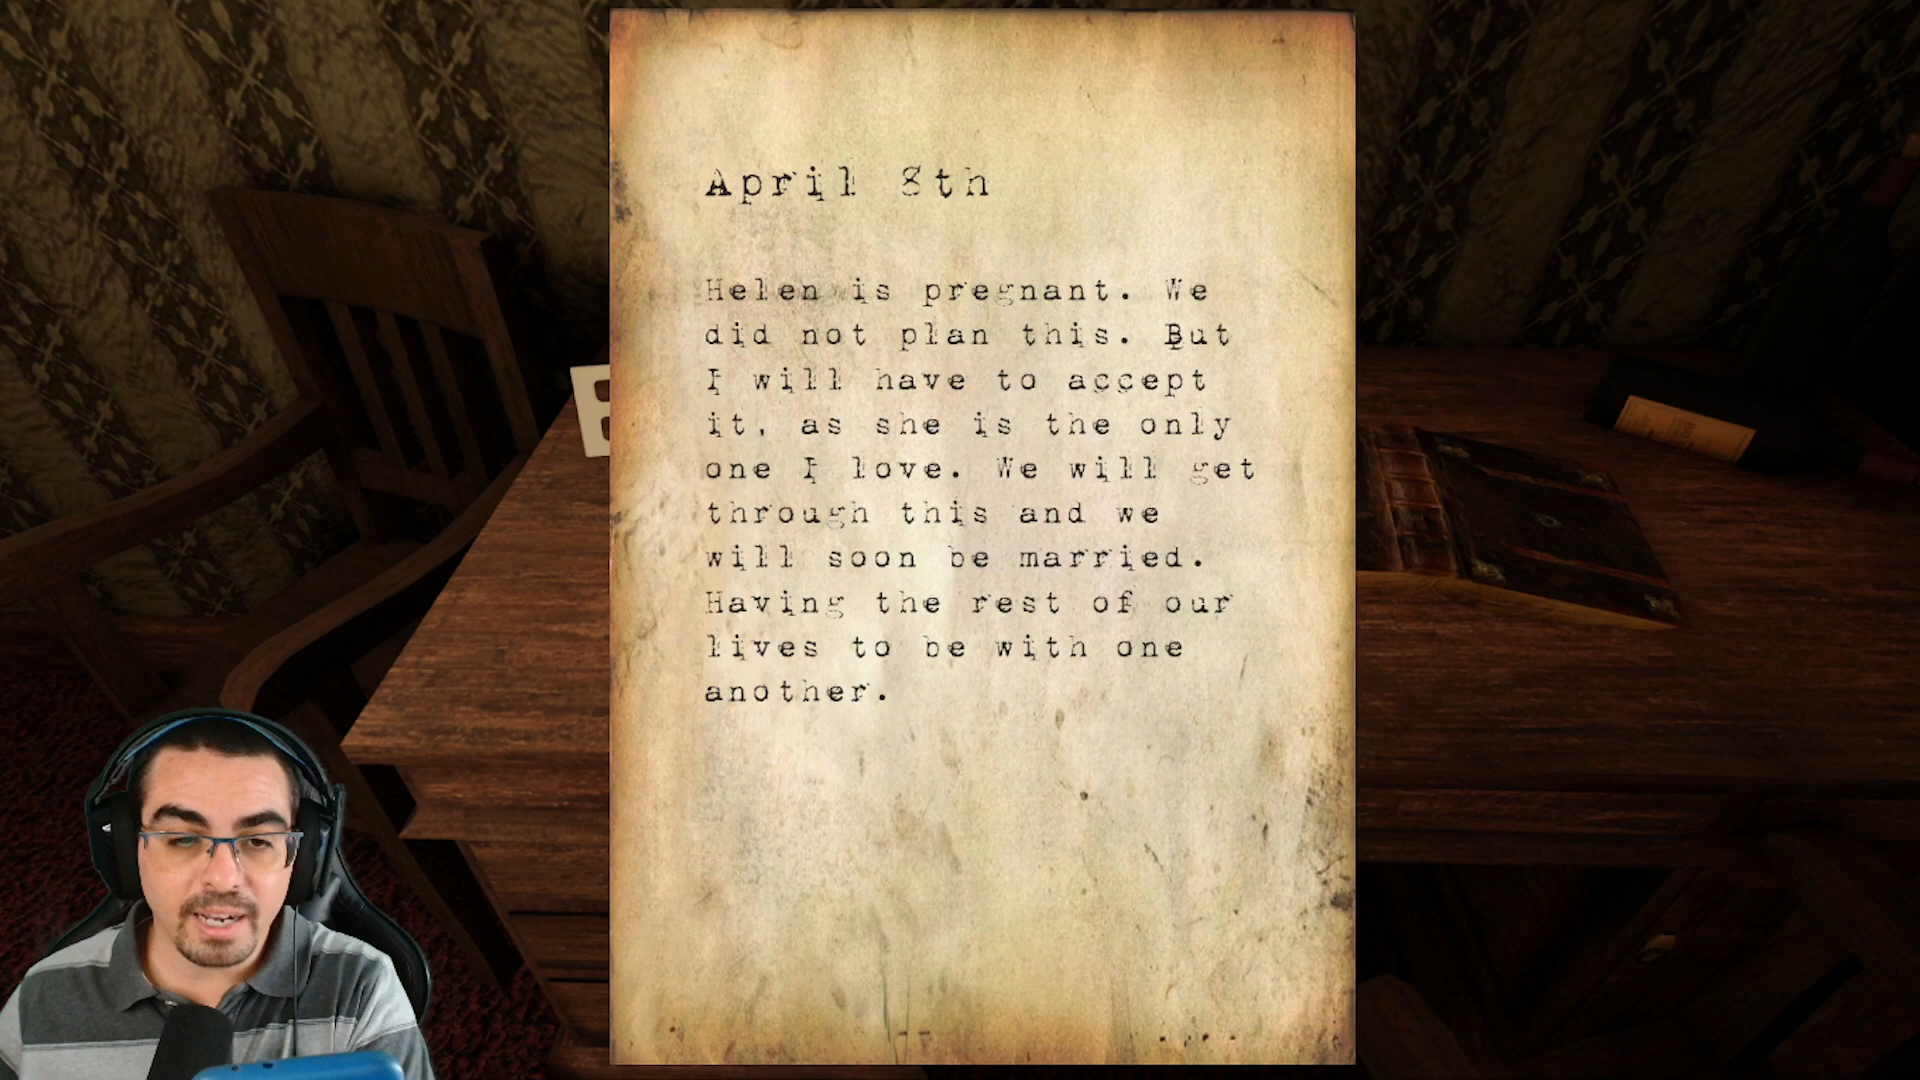 April 8th
Helen is pregnant. We
did not plan this. But
I will have to accept
it, as she is the only
one I love. We will get
through this and we
will soon be married.
Having the rest of our
lives to be with one
another.